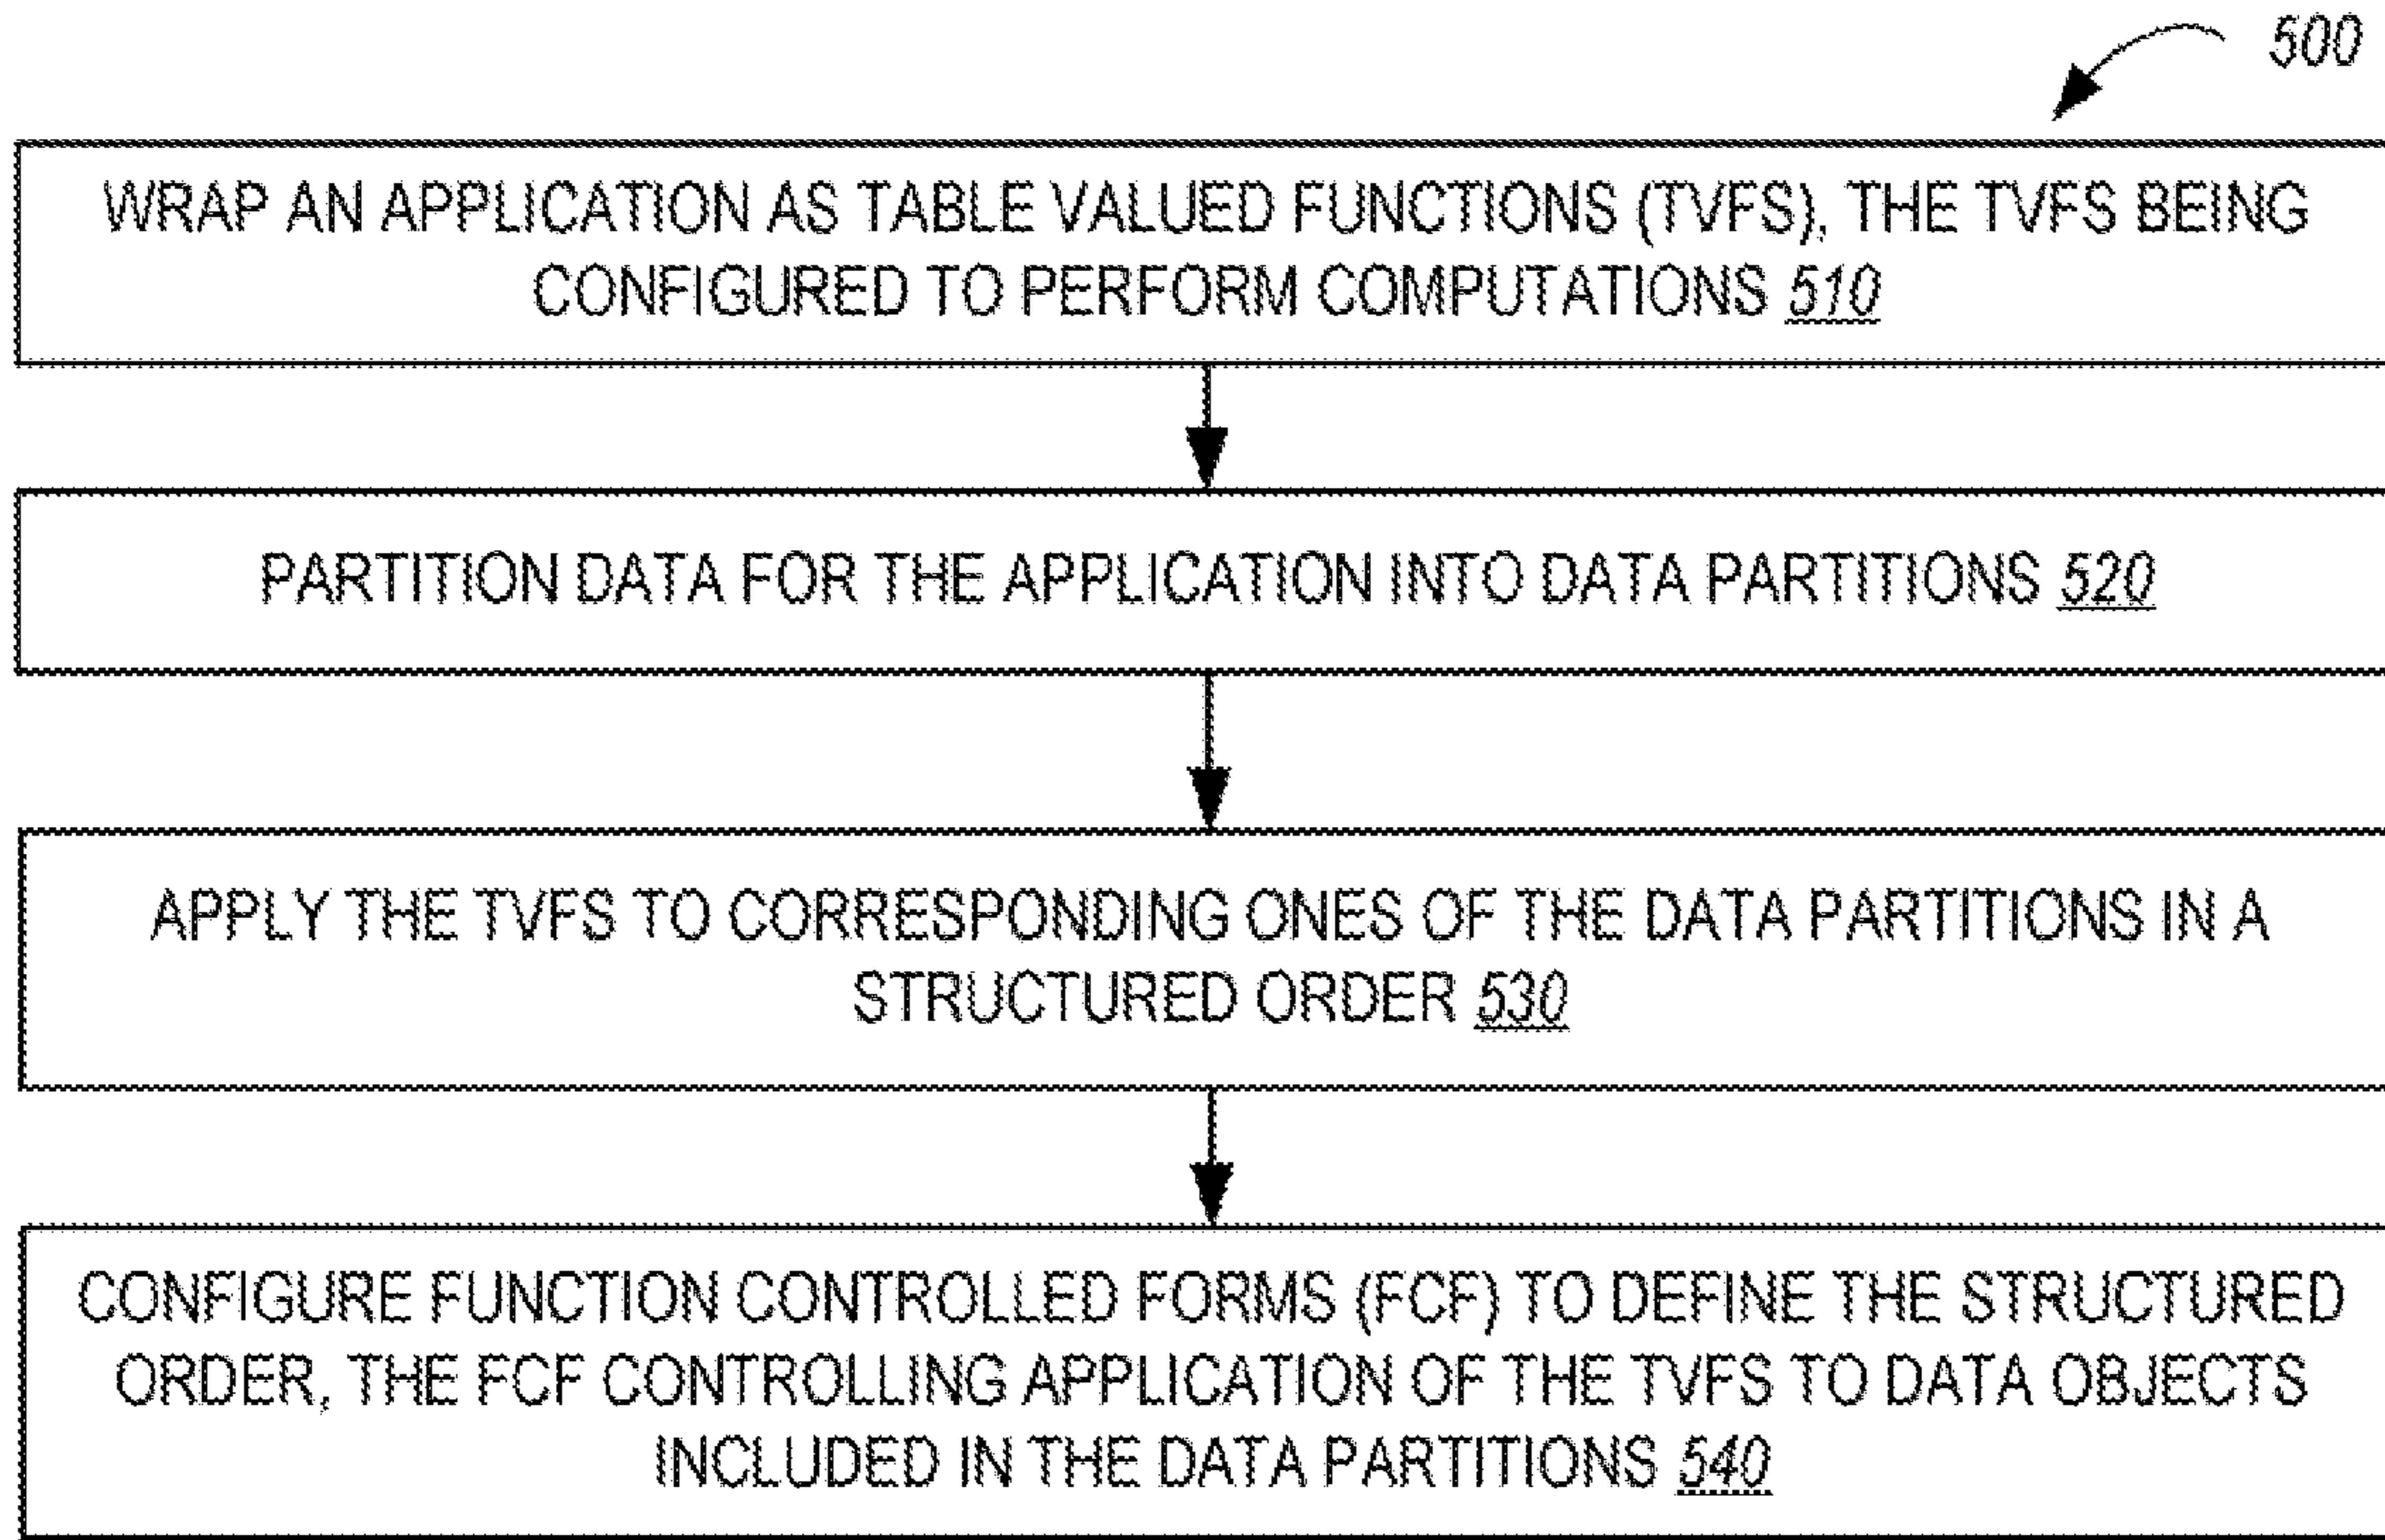 500
WRAP AN APPLICATION AS TABLE VALUED FUNCTIONS (TVFS), THE TVFS BEING
CONFIGURED TO PERFORM COMPUTATIONS 510
PARTITION DATA FOR THE APPLICATION INTO DATA PARTITIONS 520
APPLY THE TVFS TO CORRESPONDING ONES OF THE DATA PARTITIONS IN A
STRUCTURED ORDER 530
CONFIGURE FUNCTION CONTROLLED FORMS (FCF) TO DEFINE THE STRUCTURED
ORDER, THE FCF CONTROLLING APPLICATION OF THE TVFS TO DATA OBJECTS
INCLUDED IN THE DATA PARTITIONS 540